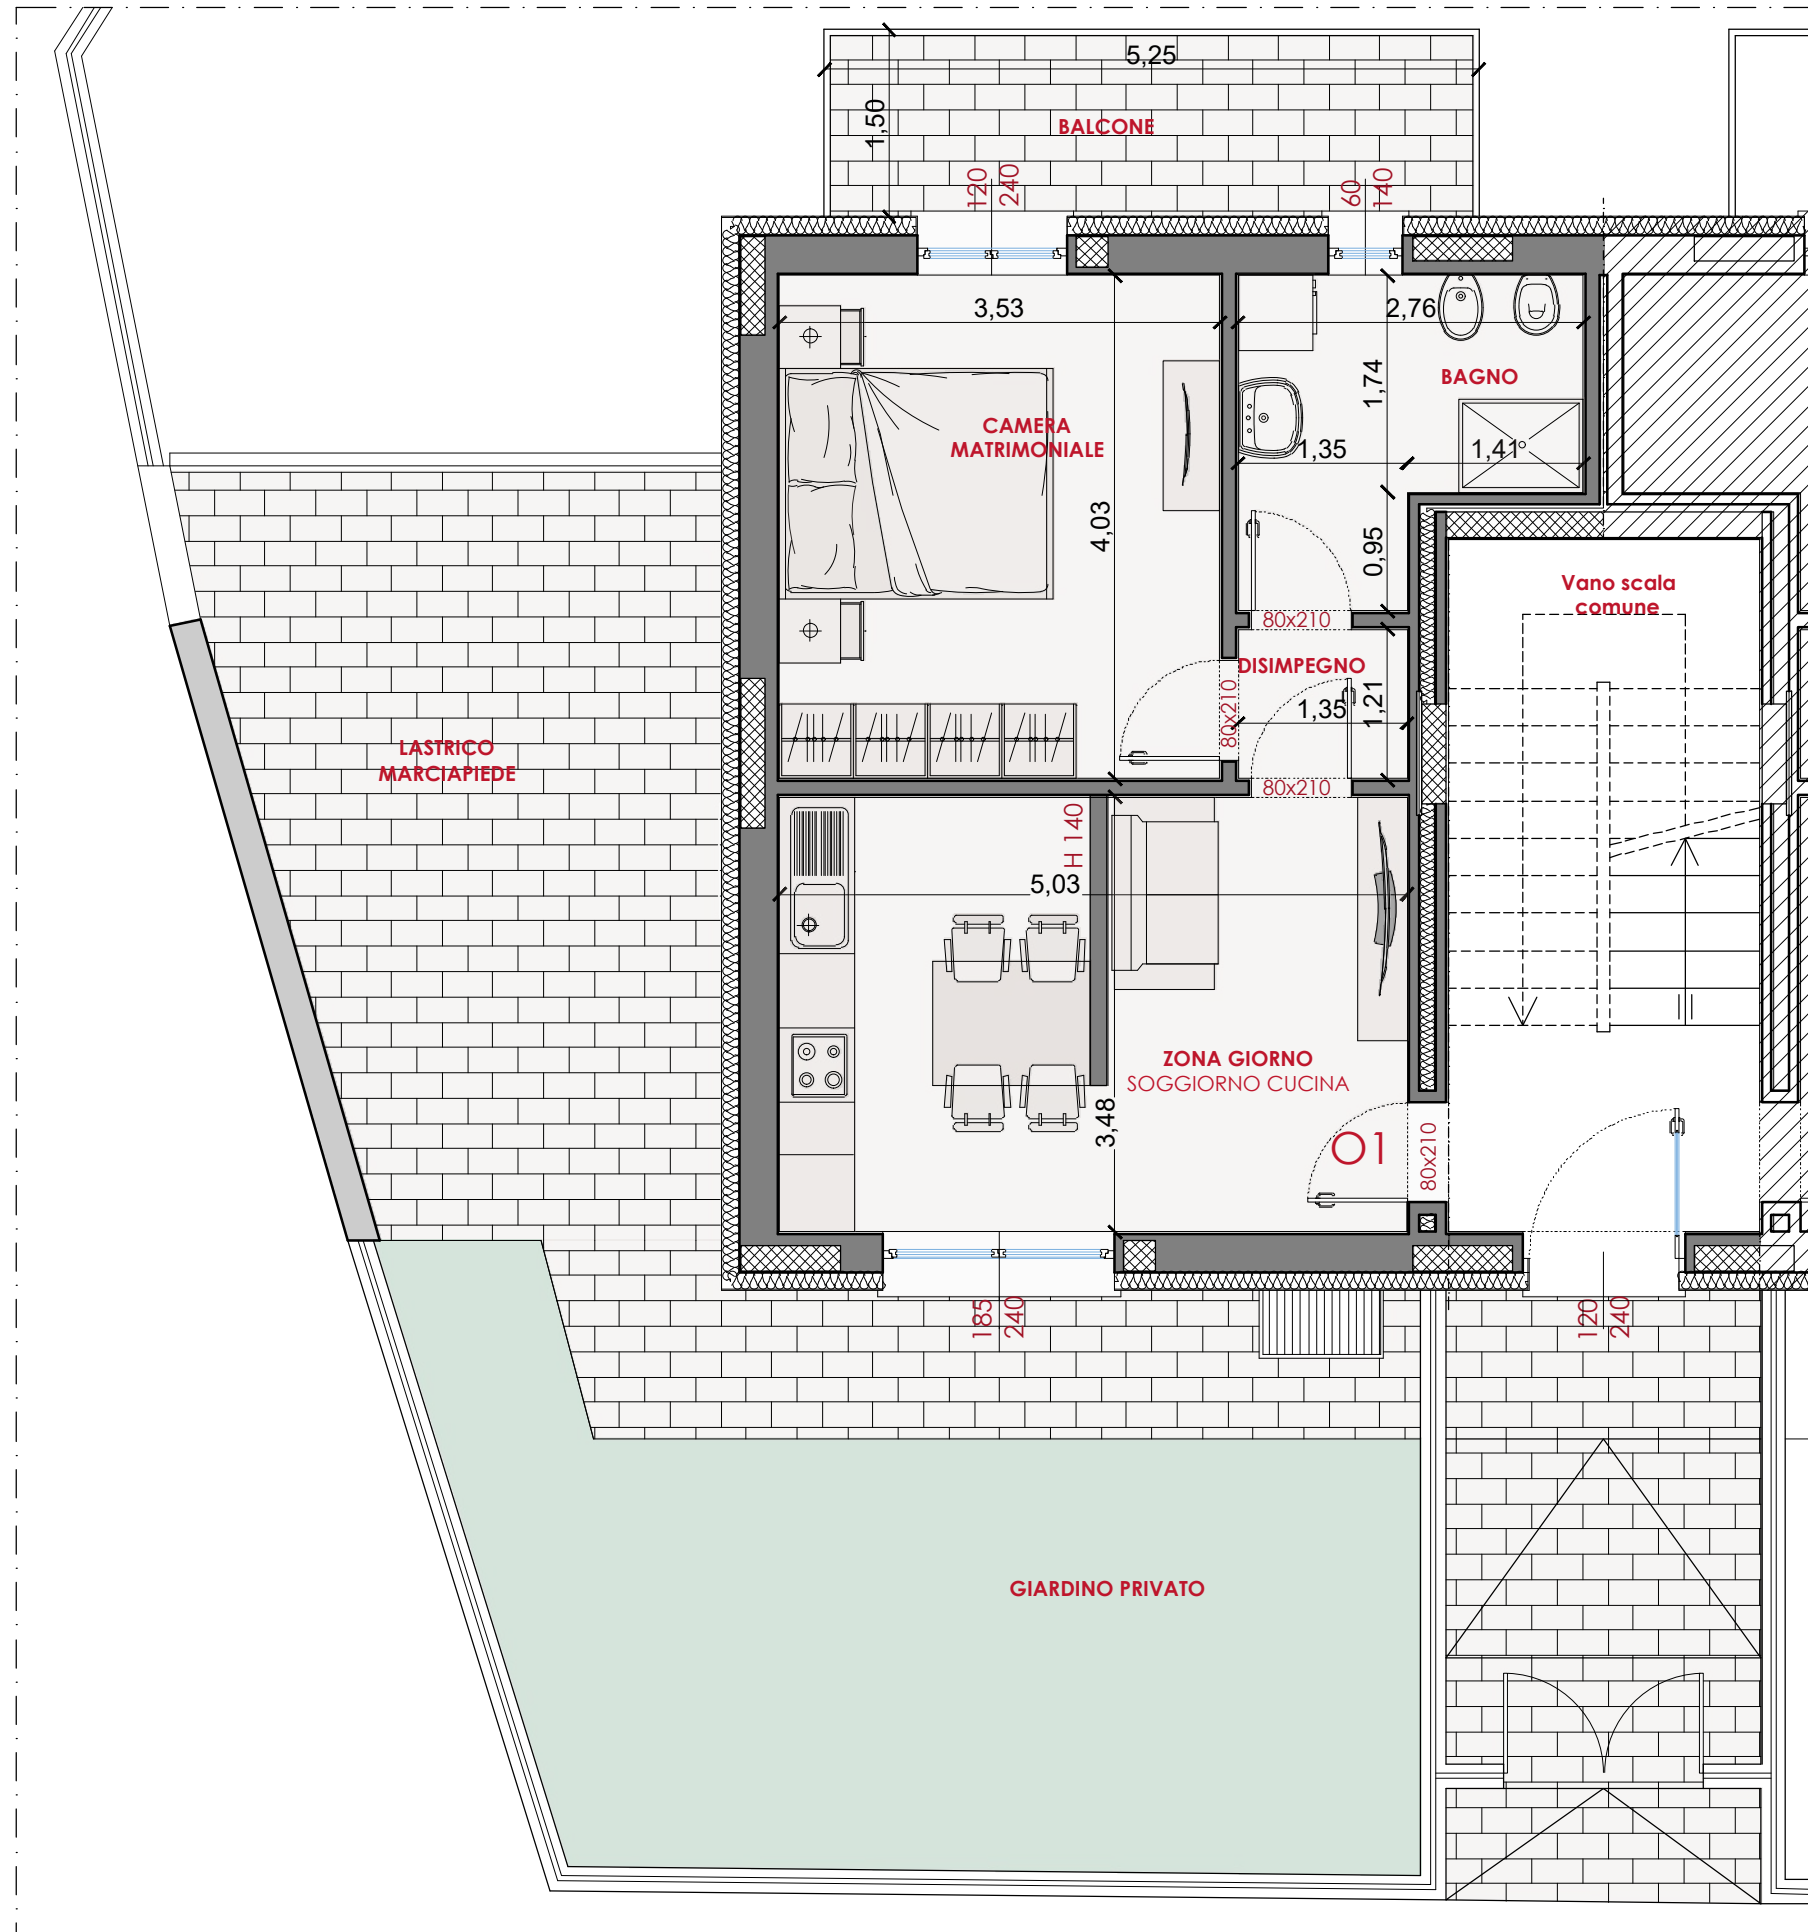 5,25
1,50
BALCONE
120
240
60
140
3,53
2,76
1,74
BAGNO
CAMERA
MATRIMONIALE
1,35
1,41
4,03
0,95
Vano scala
comune
80x210
DISIMPEGNO
80x210
1,35
1,21
LASTRICO
MARCIAPIEDE
80x210
H 140
5,03
ZONA GIORNO
SOGGIORNO CUCINA
3,48
O1
80x210
185
240
120
240
GIARDINO PRIVATO